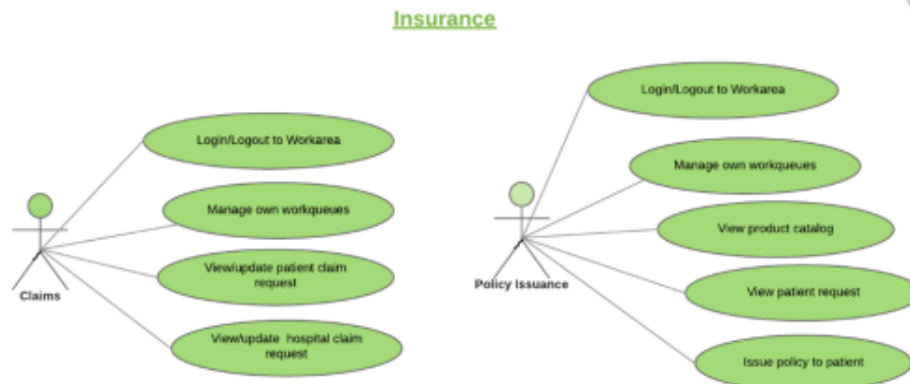 Insurance
Login/Logout to Workarea
Manage own workqueues
View/update patient claim
request
View/update hospital claim
request
Claims
Login/Logout to Workarea
Manage own workqueues
View product catalog
View patient request
Issue policy to patient
Policy Issuance